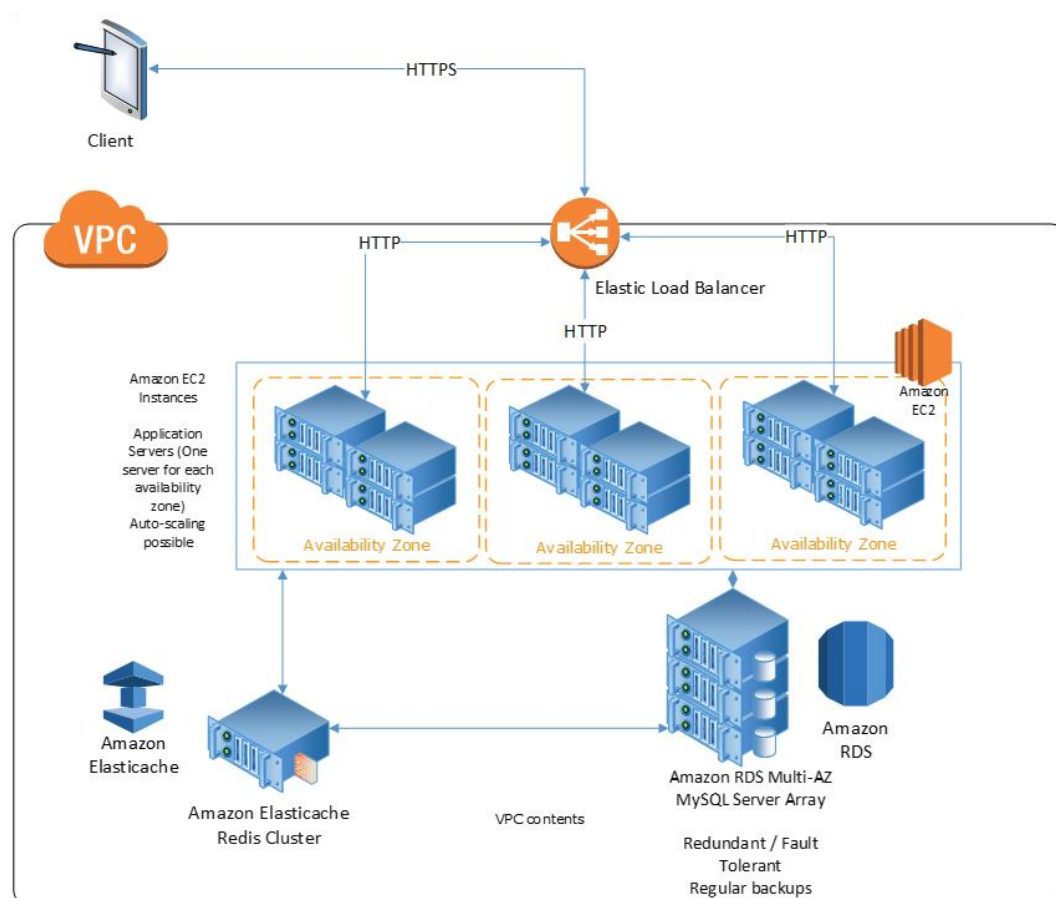 HTTPS
Client
VPC
HTTP
HTTP
Elastic Load Balancer
HTTP
Amazon EC2
Instances
Application
Servers (One
server for each
availability
zone)
Auto-scaling
possible
Amazon
EC2
Availability Zone
Availability Zone
Availability Zone
Amazon
Elasticache
Amazon Elasticache
Redis Cluster
Amazon
RDS
Amazon RDS Multi-AZ
MySQL Server Array
VPC contents
Redundant / Fault
Tolerant
Regular backups